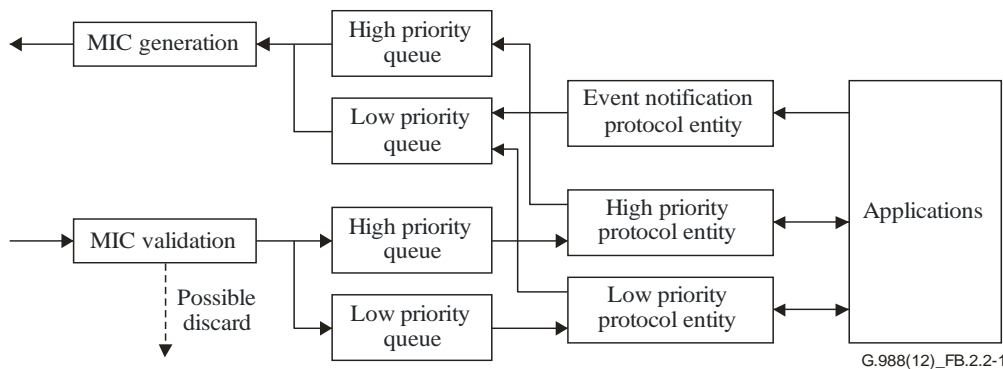 MIC generation
High priority
queue
Event notification
protocol entity
Low priority
queue
Applications
High priority
protocol entity
MIC validation
High priority
queue
Possible
discard
Low priority
queue
Low priority
protocol entity
G.988(12)_FB.2.2-1